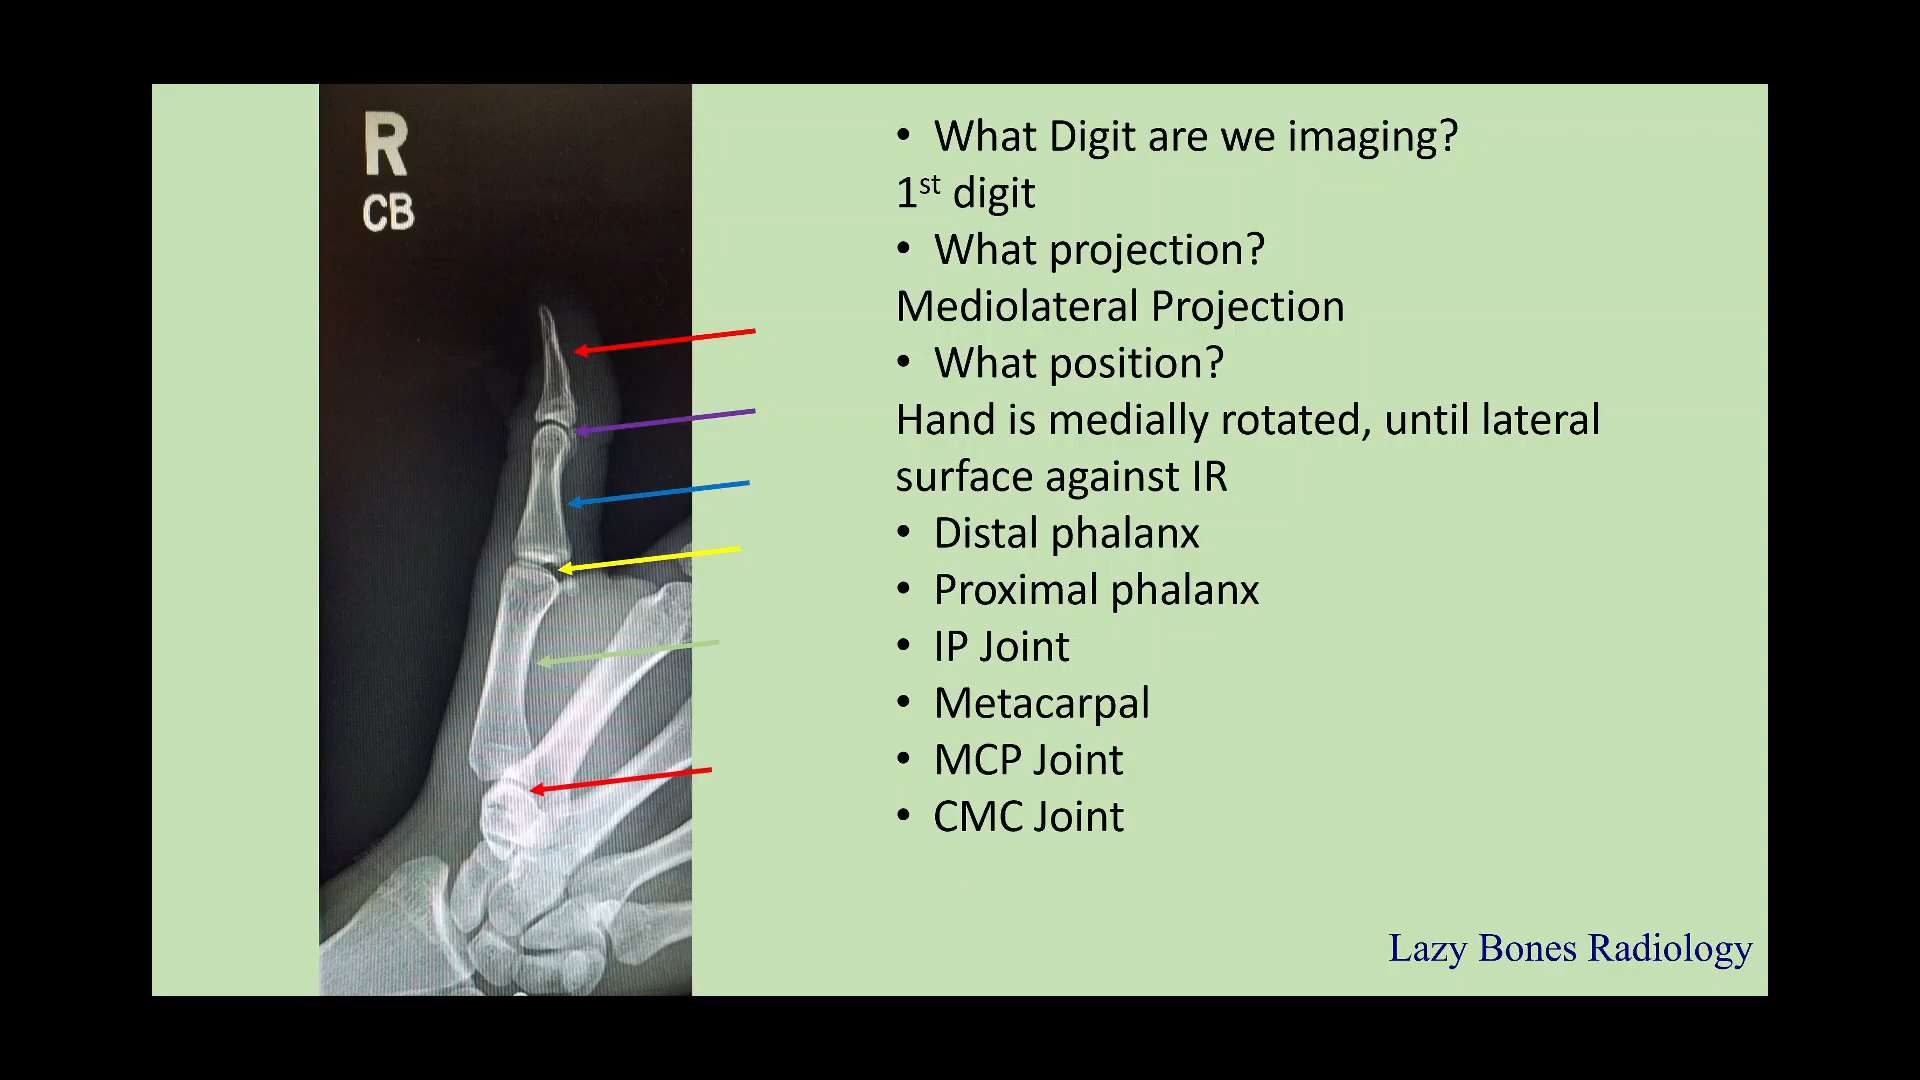 R
CB
• What Digit are we imaging?
1st digit
• What projection?
Mediolateral Projection
• What position?
Hand is medially rotated, until lateral
surface against IR
• Distal phalanx
• Proximal phalanx
• IP Joint
• Metacarpal
• MCP Joint
• CMC Joint
Lazy Bones Radiology